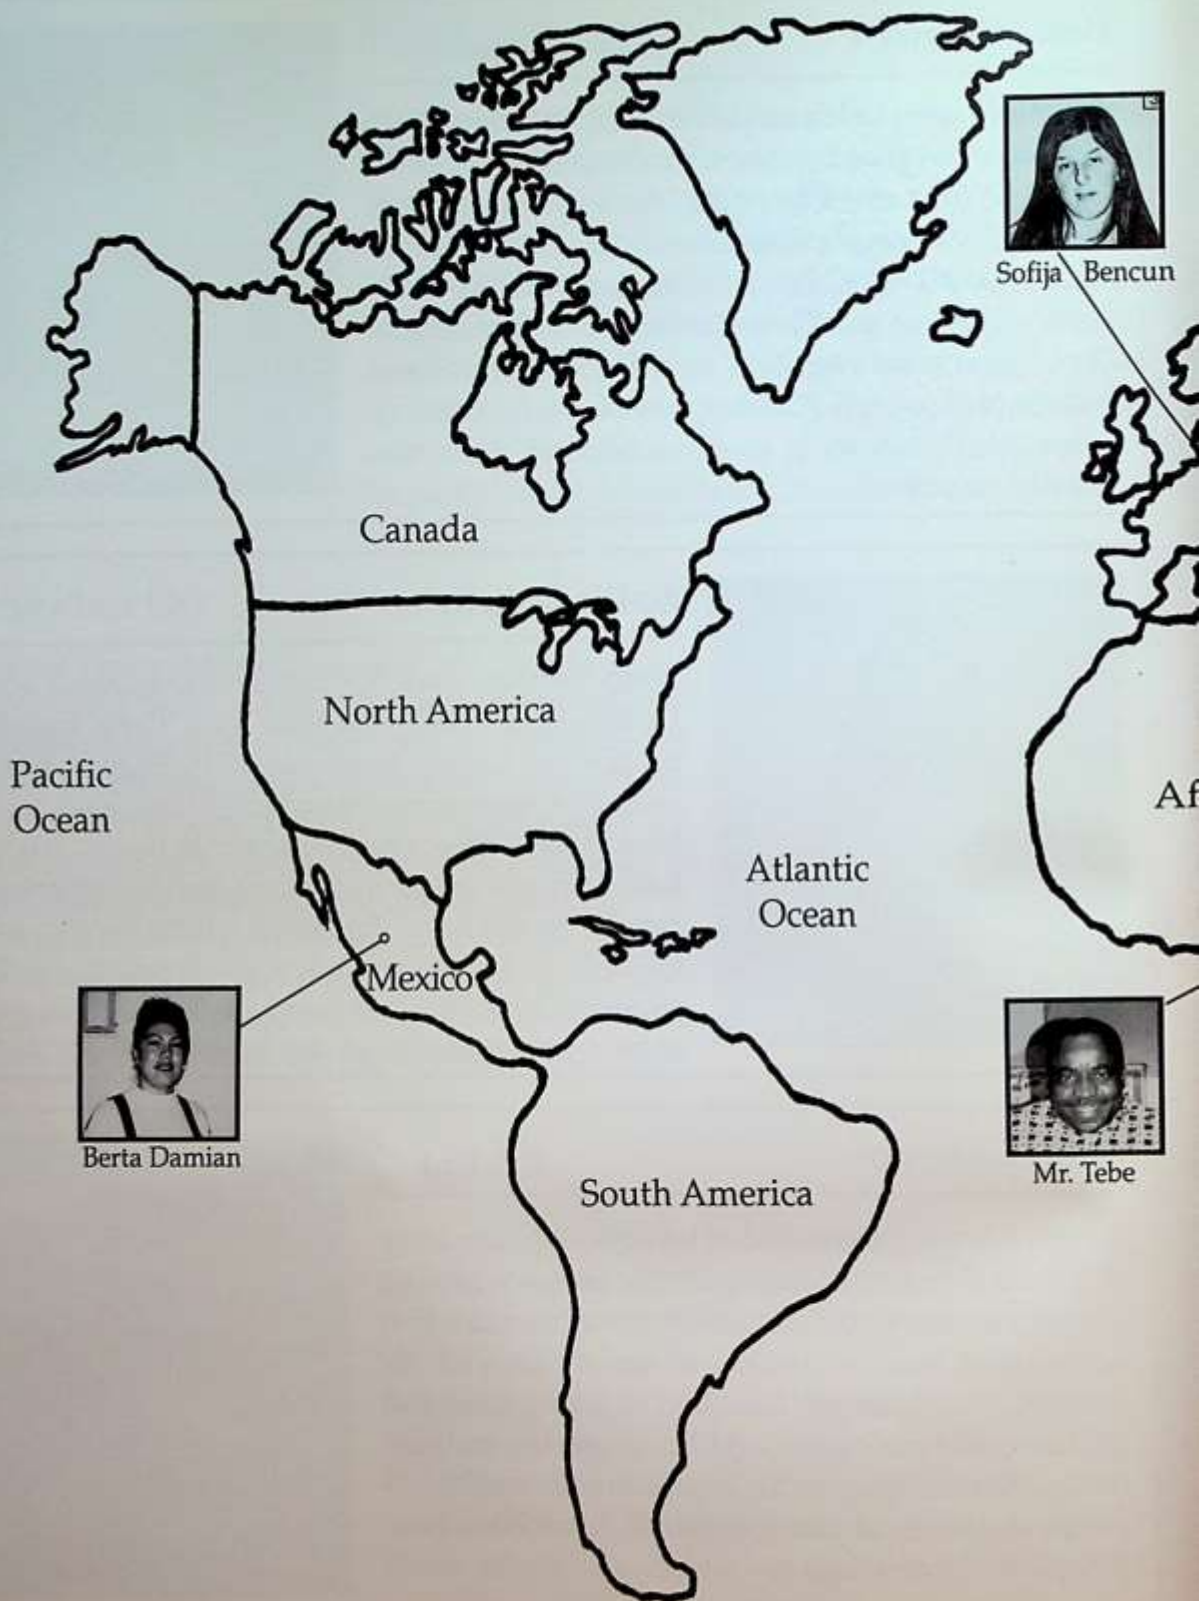 Sofija Bencun
Canada
North America
Pacific
Ocean
Af
Atlantic
Ocean
Mexico
Berta Damian
Mr. Tebe
South America